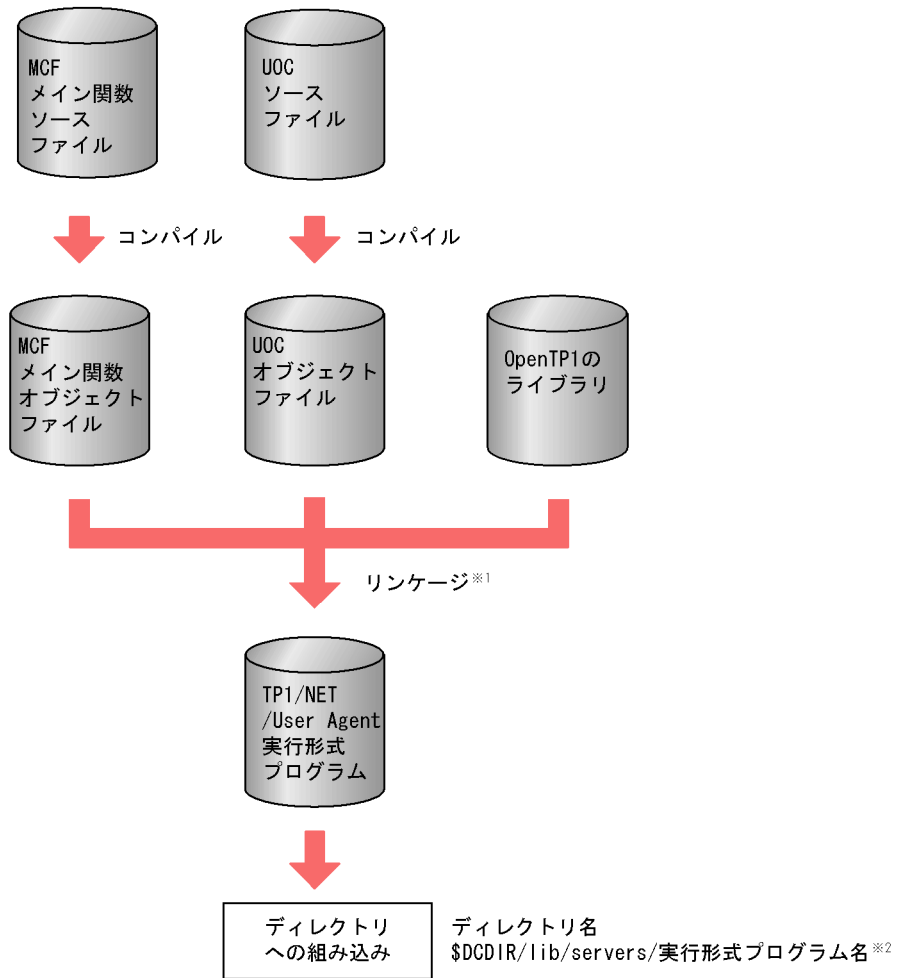 MCF
メイン関数
ソース
ファイル
UOC
ソース
ファイル
コンパイル
コンパイル
MCF
メイン関数
オブジェクト
ファイル
UOC
オブジェクト
ファイル
OpenTP1の
ライブラリ
リンケージ※1
TP1/NET
/User Agent
実行形式
プログラム
ディレクトリ
への組み込み
ディレクトリ名
$DCDIR/lib/servers/実行形式プログラム名※2